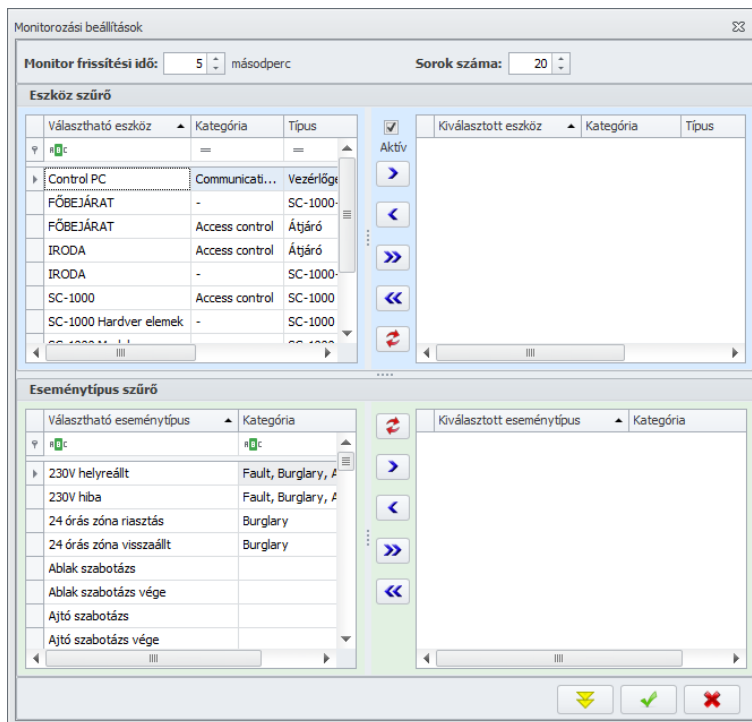 Monitorozási beállítások
Monitor frissítési idő: 5 másodperc Sorok száma: 20
Eszköz szűrő
Választható eszköz Kategória Típus
Aktív
Kiválasztott eszköz Kategória Típus
ABC = =
Control PC Communicati... Vezérlőgé
FŐBEJÁRAT - SC-1000-
FŐBEJÁRAT Access control Átjáró
IRODA Access control Átjáró
IRODA - SC-1000-
SC-1000 Access control SC-1000
SC-1000 Hardver elemek - SC-1000
Eseménytípus szűrő
Választható eseménytípus Kategória
Kiválasztott eseménytípus Kategória
ABC ABC
230V helyreállt Fault, Burglary, A
230V hiba Fault, Burglary, A
24 órás zóna riasztás Burglary
24 órás zóna visszaállt Burglary
Ablak szabotázs
Ablak szabotázs vége
Ajtó szabotázs
Ajtó szabotázs vége